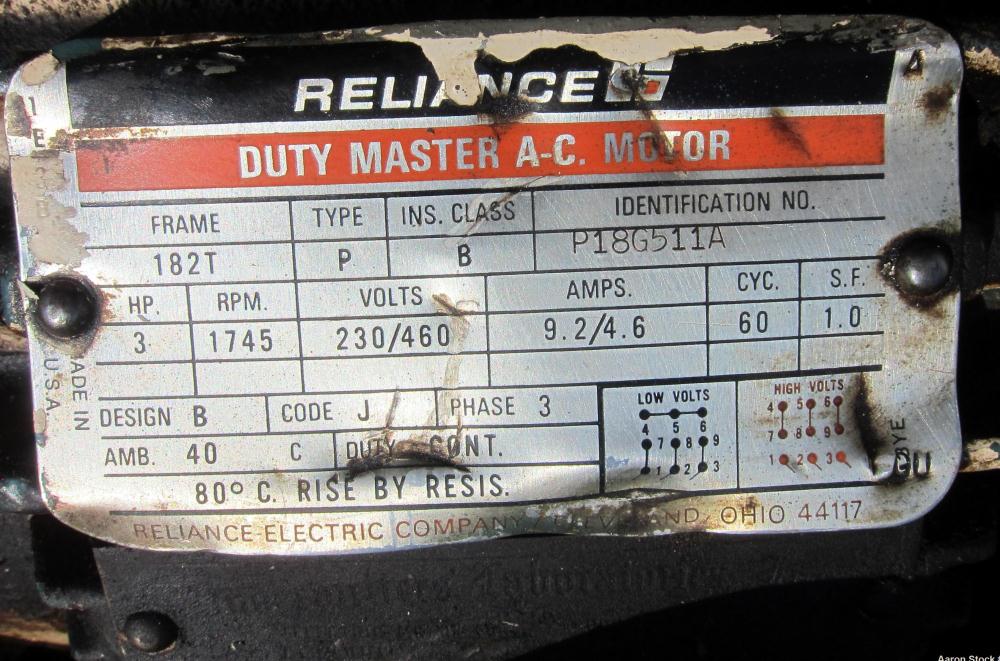 RELIANCE
DUTY MASTER A-C. MOTOR
FRAME TYPE INS. CLASS IDENTIFICATION NO.
182T P B P18G511A
HP. RPM. VOLTS AMPS. CYC. S.F.
3 1745 230/460 9.2/4.6 60 1.0
DESIGN B CODE J PHASE 3
AMB. 40 C DUTY CONT.
80° C. RISE BY RESIS.
LOW VOLTS
4 5 6
7 8 9
1 2 3
HIGH VOLTS
4 5 6
7 8 9
1 2 3
MADE IN
U.S.A.
RELIANCE ELECTRIC COMPANY / CLEVELAND, OHIO 44117
Laboratories
Aaron Stock